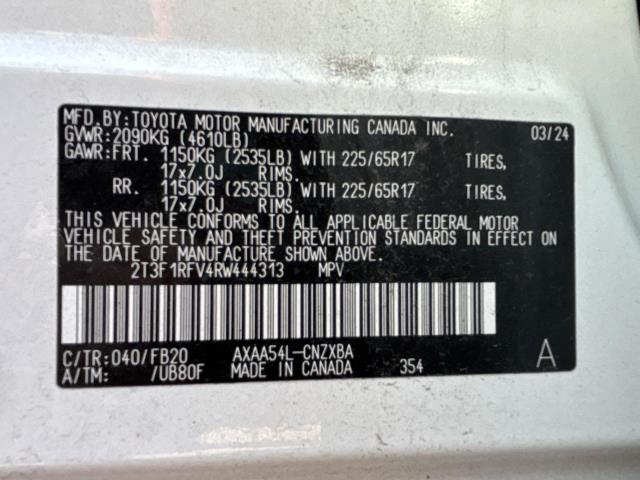 MFD.BY:TOYOTA MOTOR MANUFACTURING CANADA INC. 03/24
GVWR:2090KG (4610LB)
GAWR:FRT. 1150KG (2535LB) WITH 225/65R17 TIRES,
17x7.0J RIMS.
RR. 1150KG (2535LB) WITH 225/65R17 TIRES,
17x7.0J RIMS.
THIS VEHICLE CONFORMS TO ALL APPLICABLE FEDERAL MOTOR
VEHICLE SAFETY AND THEFT PREVENTION STANDARDS IN EFFECT ON
THE DATE OF MANUFACTURE SHOWN ABOVE.
2T3F1RFV4RW444313 MPV
C/TR:040/FB20 AXAA54L-CNZXBA A
A/TM: /UB80F MADE IN CANADA 354